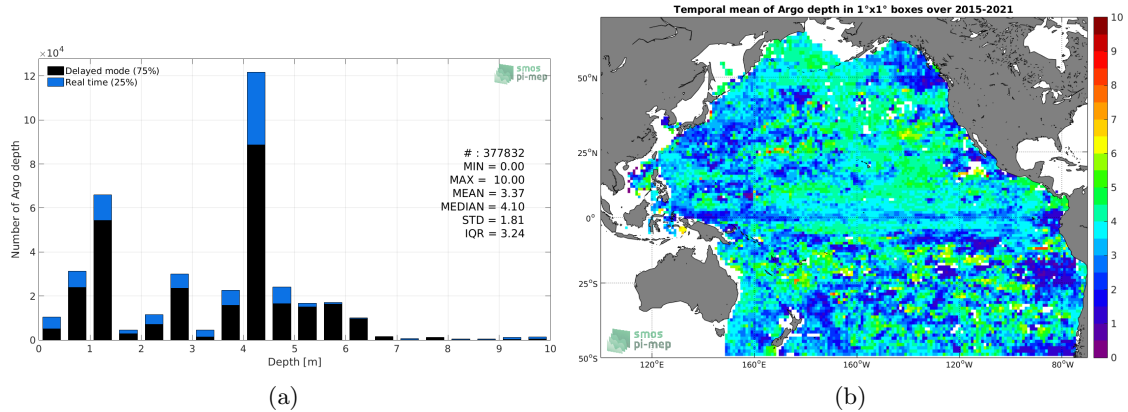 ×10⁴
12
10
8
6
4
2
0
Number of Argo depth
Delayed mode (75%)
Real time (25%)
smos
pi-mep
# : 377832
MIN = 0.00
MAX = 10.00
MEAN = 3.37
MEDIAN = 4.10
STD = 1.81
IQR = 3.24
0 1 2 3 4 5 6 7 8 9 10
Depth [m]
(a)
Temporal mean of Argo depth in 1°x1° boxes over 2015-2021
50°N
25°N
0°
25°S
50°S
smos
pi-mep
120°E 160°E 160°W 120°W 80°W
10
9
8
7
6
5
4
3
2
1
0
(b)